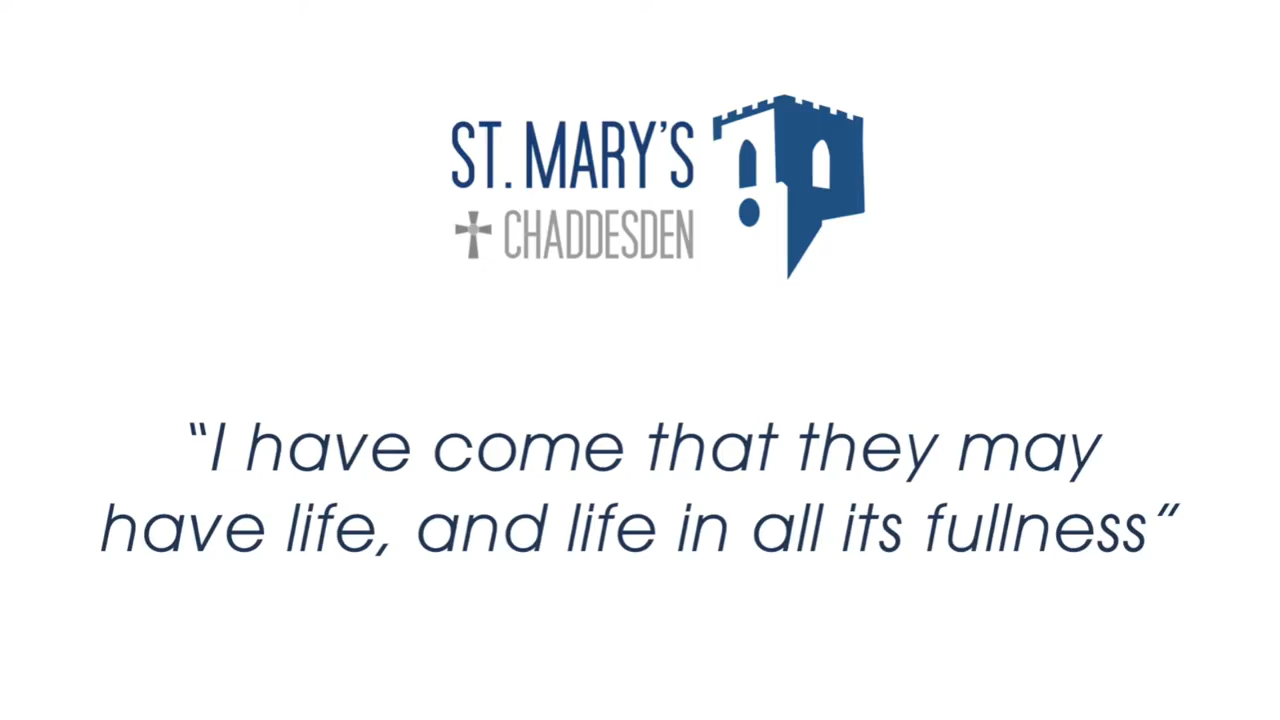 ST. MARY'S
CHADDESDEN
“I have come that they may
have life, and life in all its fullness”